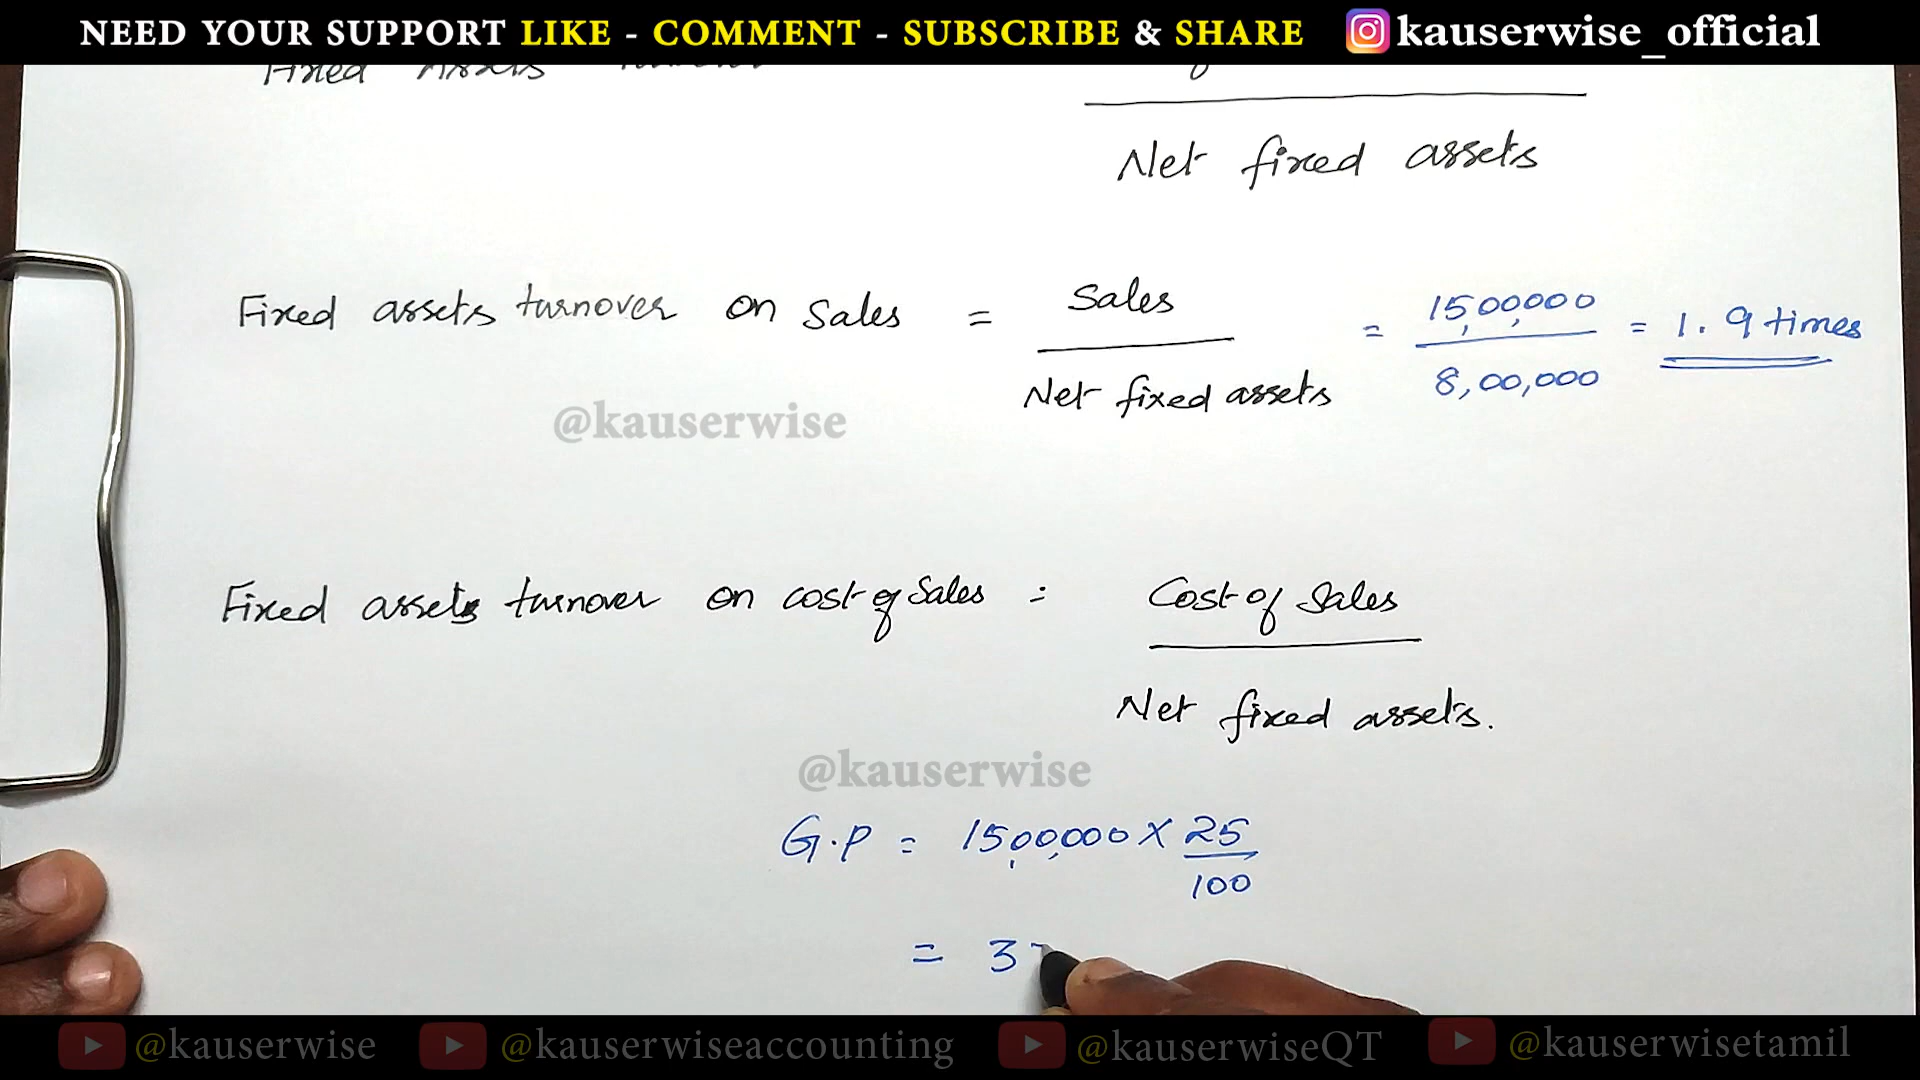 NEED YOUR SUPPORT LIKE - COMMENT - SUBSCRIBE & SHARE kauserwise_official
Fixed Assets
Net fixed assets
Fixed assets turnover on Sales = Sales / Net fixed assets = 15,00,000 / 8,00,000 = 1.9 times
@kauserwise
Fixed assets turnover on cost of Sales = Cost of Sales
Net fixed assets.
@kauserwise
G.P = 15,00,000 X 25
100
= 3
@kauserwise @kauserwiseaccounting @kauserwiseQT @kauserwisetamil